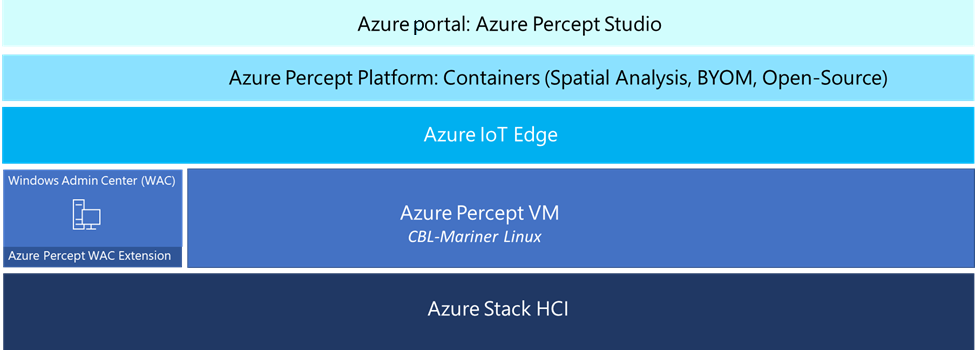 Azure portal: Azure Percept Studio
Azure Percept Platform: Containers (Spatial Analysis, BYOM, Open-Source)
Azure IoT Edge
Windows Admin Center (WAC)
Azure Percept WAC Extension
Azure Percept VM
CBL-Mariner Linux
Azure Stack HCI